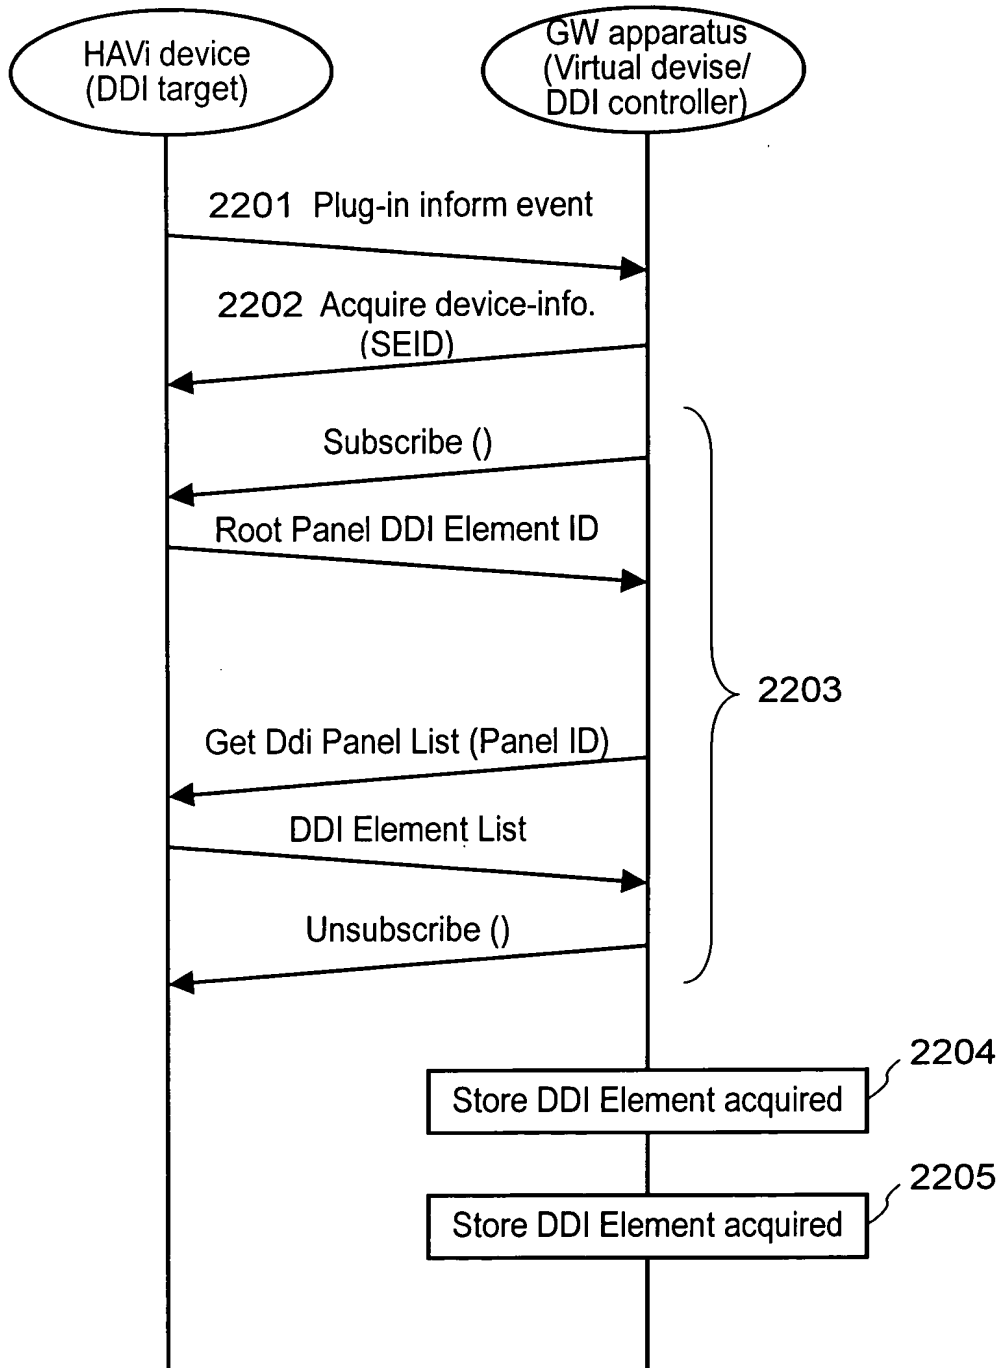 HAVi device
(DDI target)
GW apparatus
(Virtual devise/
DDI controller)
2201 Plug-in inform event
2202 Acquire device-info.
(SEID)
Subscribe ()
Root Panel DDI Element ID
2203
Get Ddi Panel List (Panel ID)
DDI Element List
Unsubscribe ()
2204
Store DDI Element acquired
2205
Store DDI Element acquired